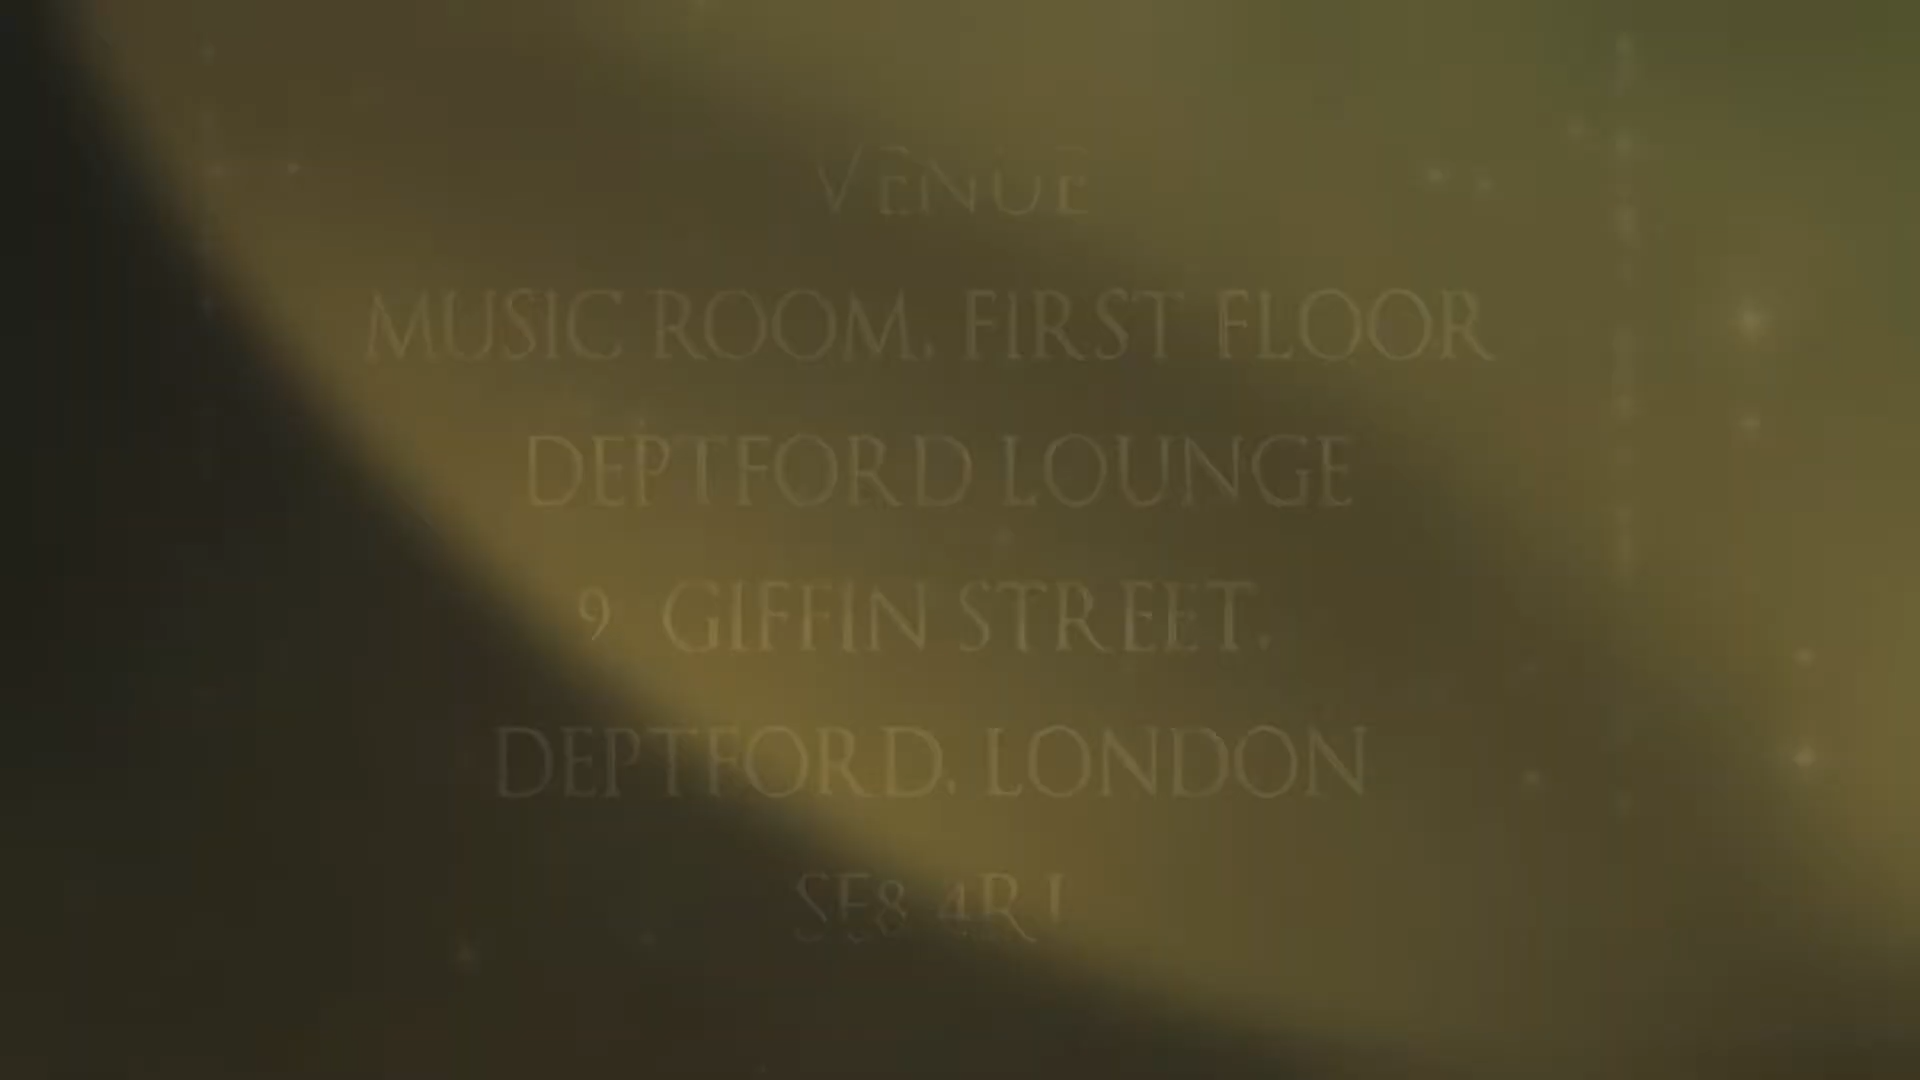 VENUE
MUSIC ROOM, FIRST FLOOR
DEPTFORD LOUNGE
9 GIFFIN STREET,
DEPTFORD, LONDON
SE8 4RJ